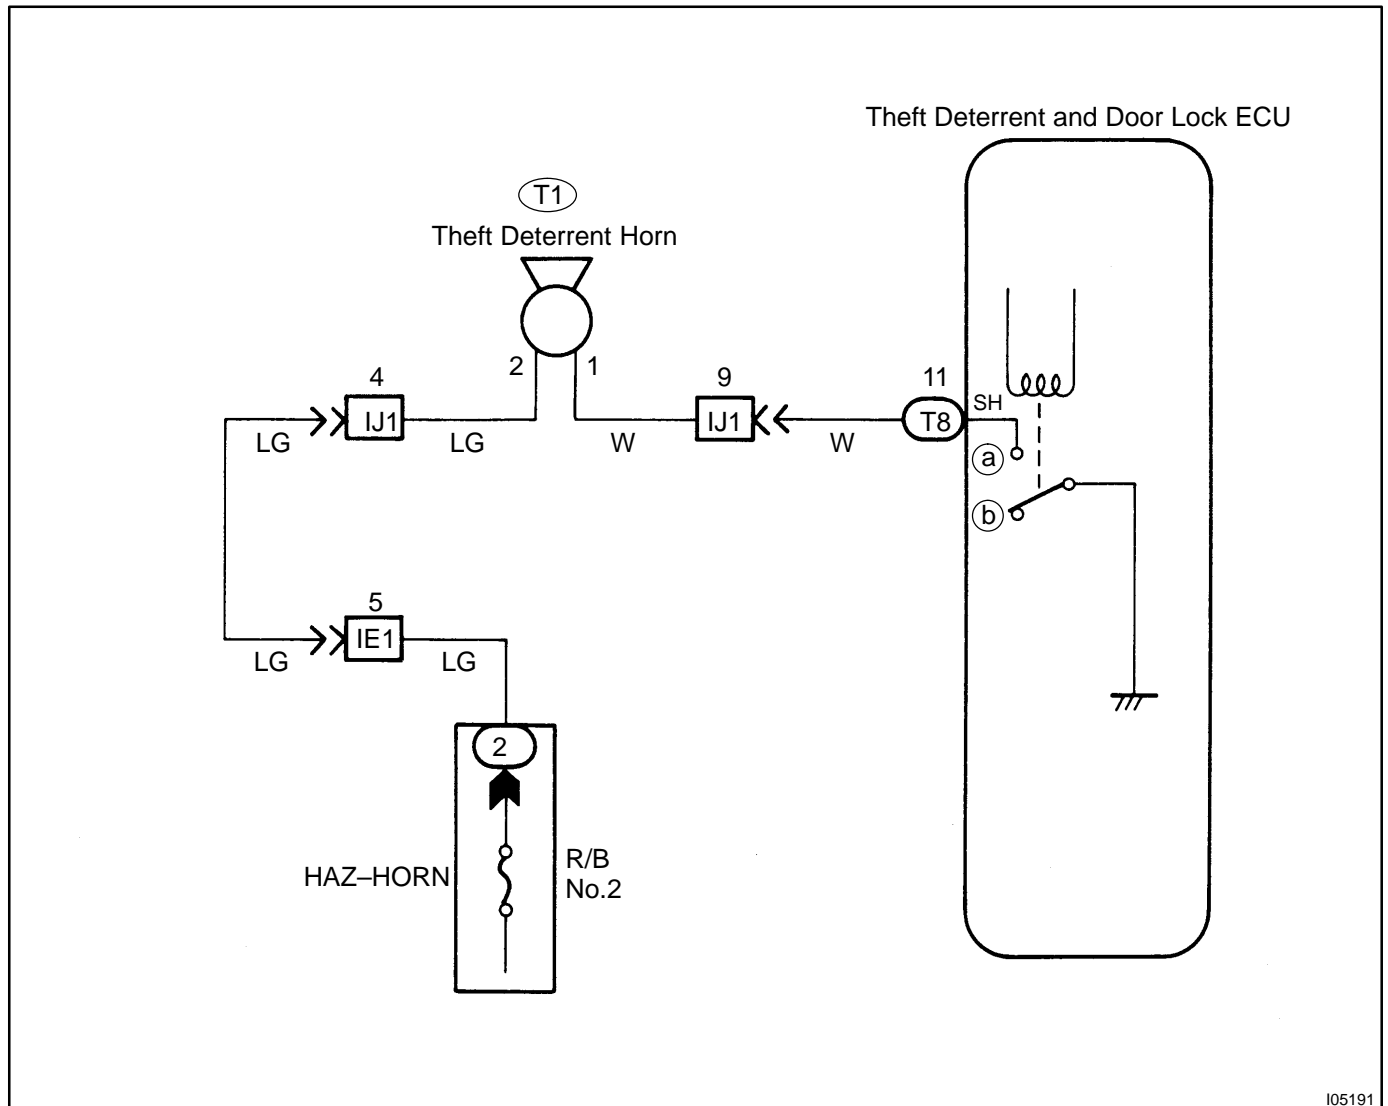 Theft Deterrent and Door Lock ECU
T1
Theft Deterrent Horn
2
1
4
IJ1
LG
LG
W
9
IJ1
W
11
T8
SH
a
b
5
IE1
LG
LG
2
HAZ–HORN
R/B
No.2
I05191